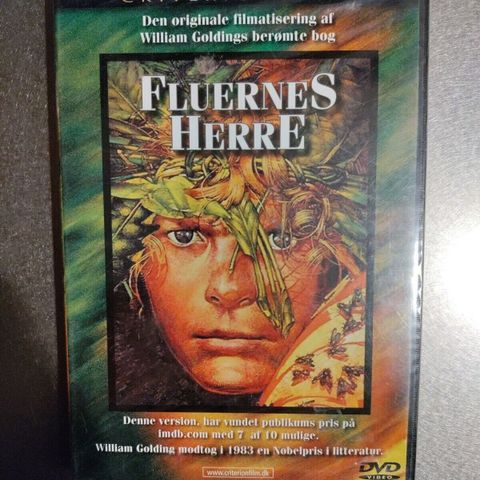 Den originale filmatisering af
William Goldings berømte bog
FLUERNES
HERRE
Denne version, har vundet publikums pris på
imdb.com med 7 af 10 mulige.
William Golding modtog i 1983 en Nobelpris i litteratur.
www.criterionfilm.dk
DVD
VIDEO